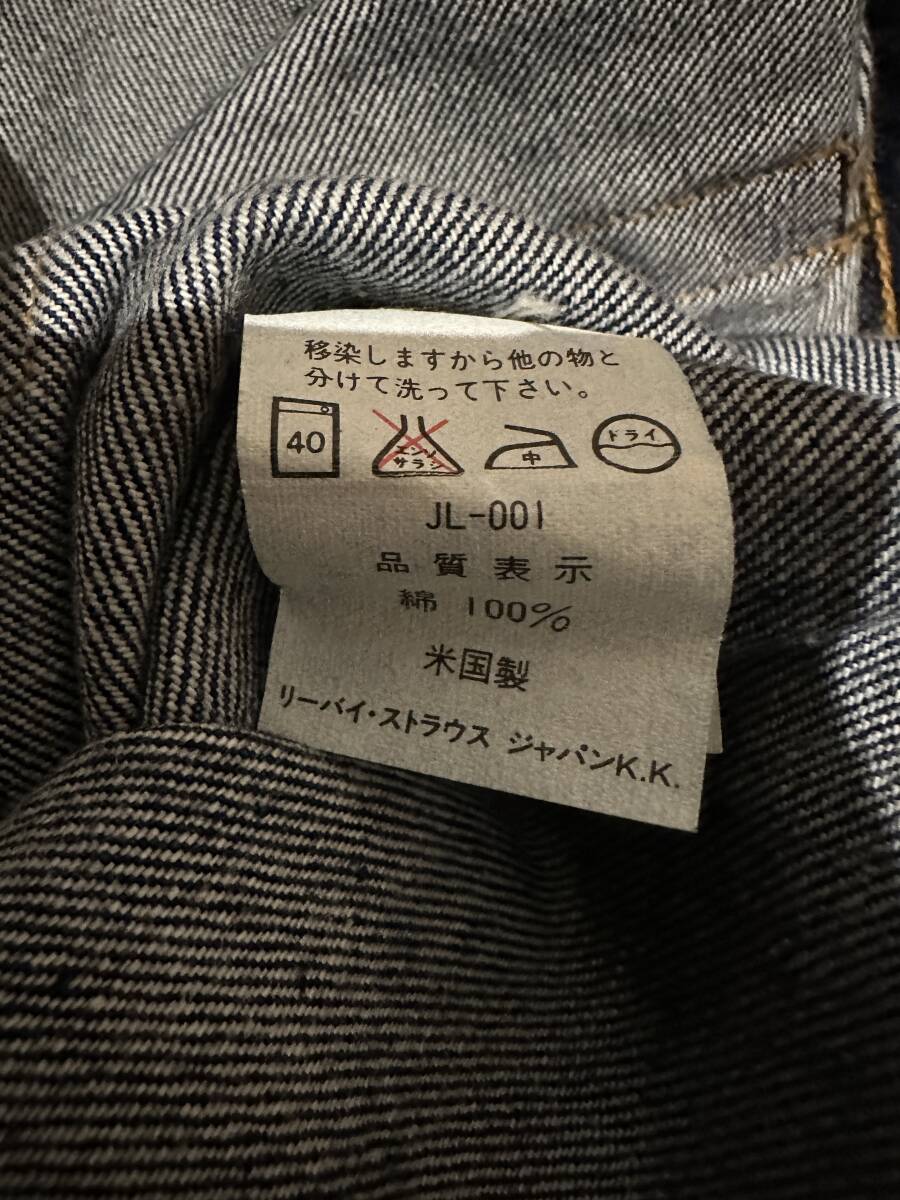 移染しますから他の物と
分けて洗って下さい。
40 エンソ サラシ 中 ドライ
JL-001
品質表示
綿 100%
米国製
リーバイ・ストラウス ジャパンK.K.